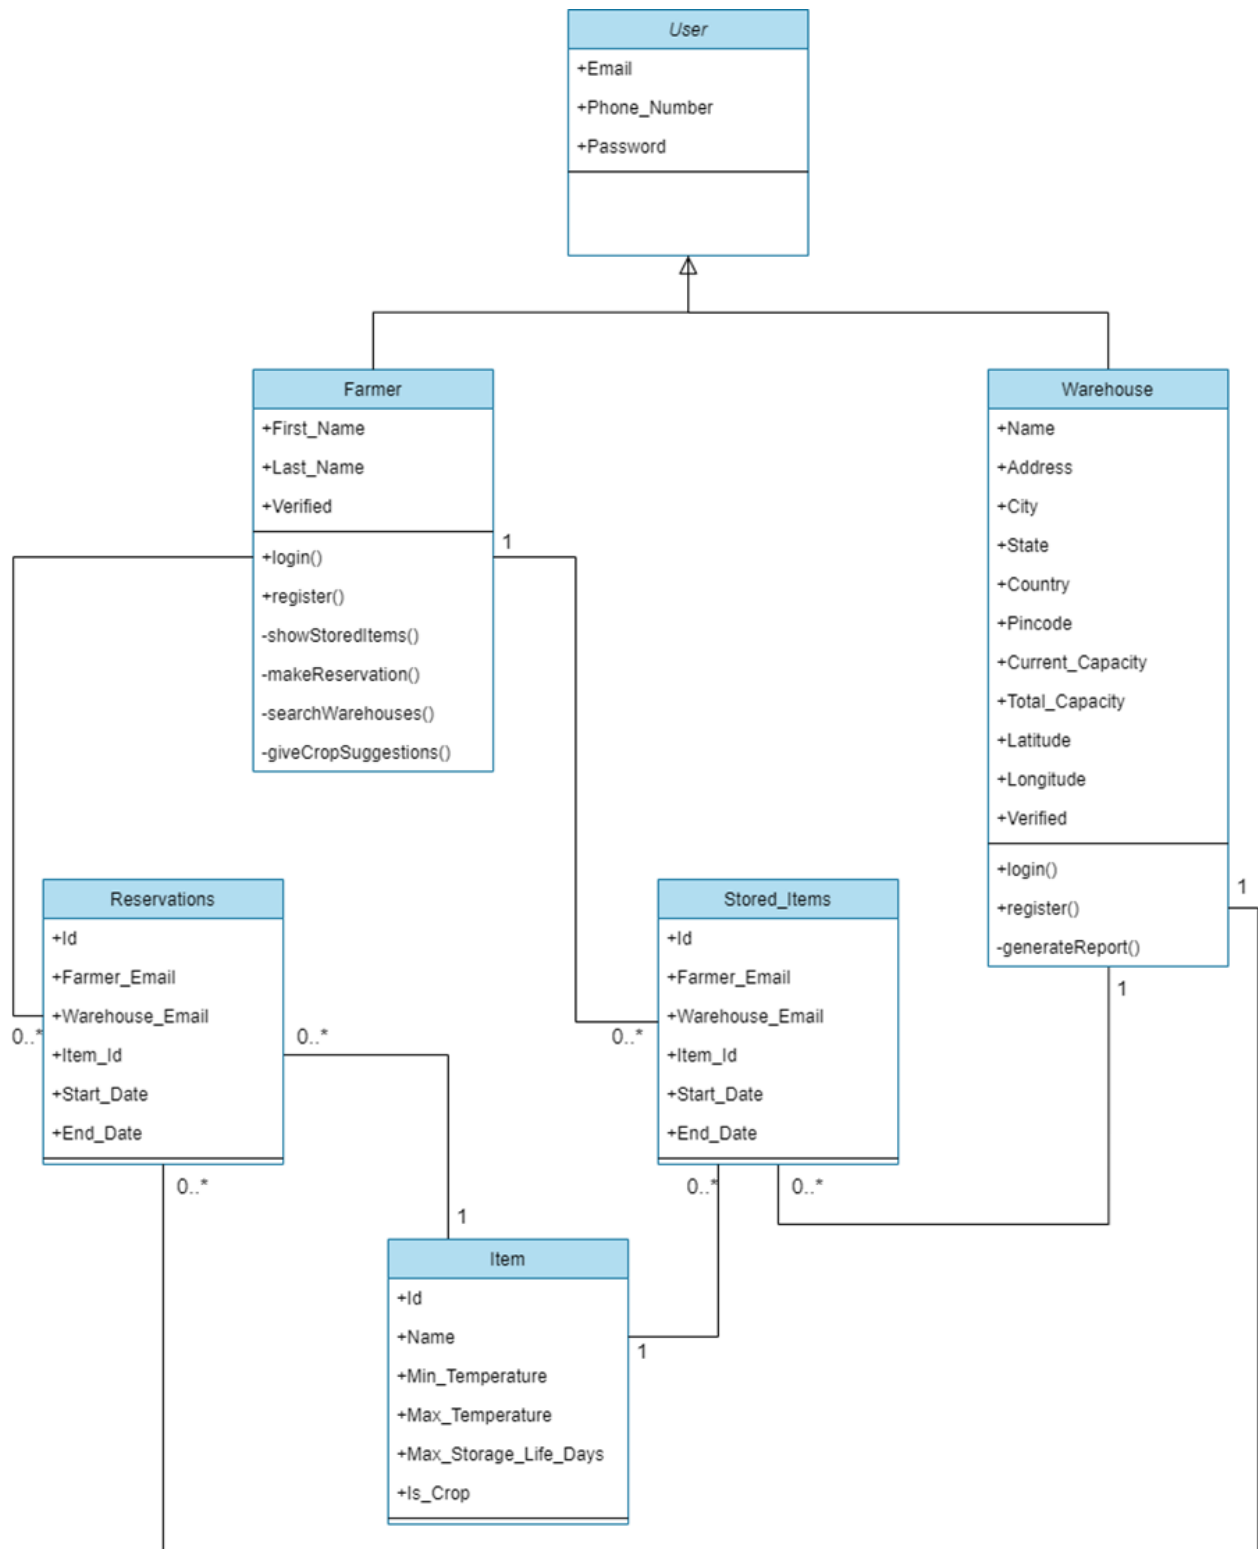 User
+Email
+Phone_Number
+Password
Farmer
+First_Name
+Last_Name
+Verified
+login()
+register()
-showStoredItems()
-makeReservation()
-searchWarehouses()
-giveCropSuggestions()
1
Warehouse
+Name
+Address
+City
+State
+Country
+Pincode
+Current_Capacity
+Total_Capacity
+Latitude
+Longitude
+Verified
+login()
+register()
-generateReport()
1
1
Reservations
+Id
+Farmer_Email
+Warehouse_Email
+Item_Id
+Start_Date
+End_Date
0..*
0..*
0..*
Stored_Items
+Id
+Farmer_Email
+Warehouse_Email
+Item_Id
+Start_Date
+End_Date
0..*
0..*
0..*
1
Item
+Id
+Name
+Min_Temperature
+Max_Temperature
+Max_Storage_Life_Days
+Is_Crop
1